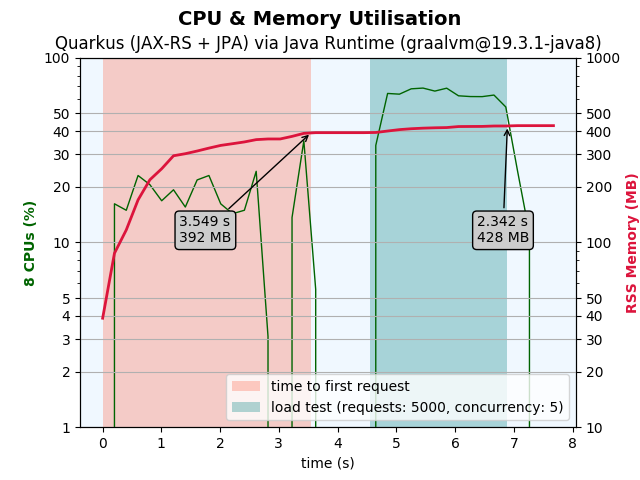 CPU & Memory Utilisation
Quarkus (JAX-RS + JPA) via Java Runtime (graalvm@19.3.1-java8)
100
50
40
30
20
10
5
4
3
2
1
8 CPUs (%)
1000
500
400
300
200
100
50
40
30
20
10
RSS Memory (MB)
3.549 s
392 MB
2.342 s
428 MB
time to first request
load test (requests: 5000, concurrency: 5)
0 1 2 3 4 5 6 7 8
time (s)